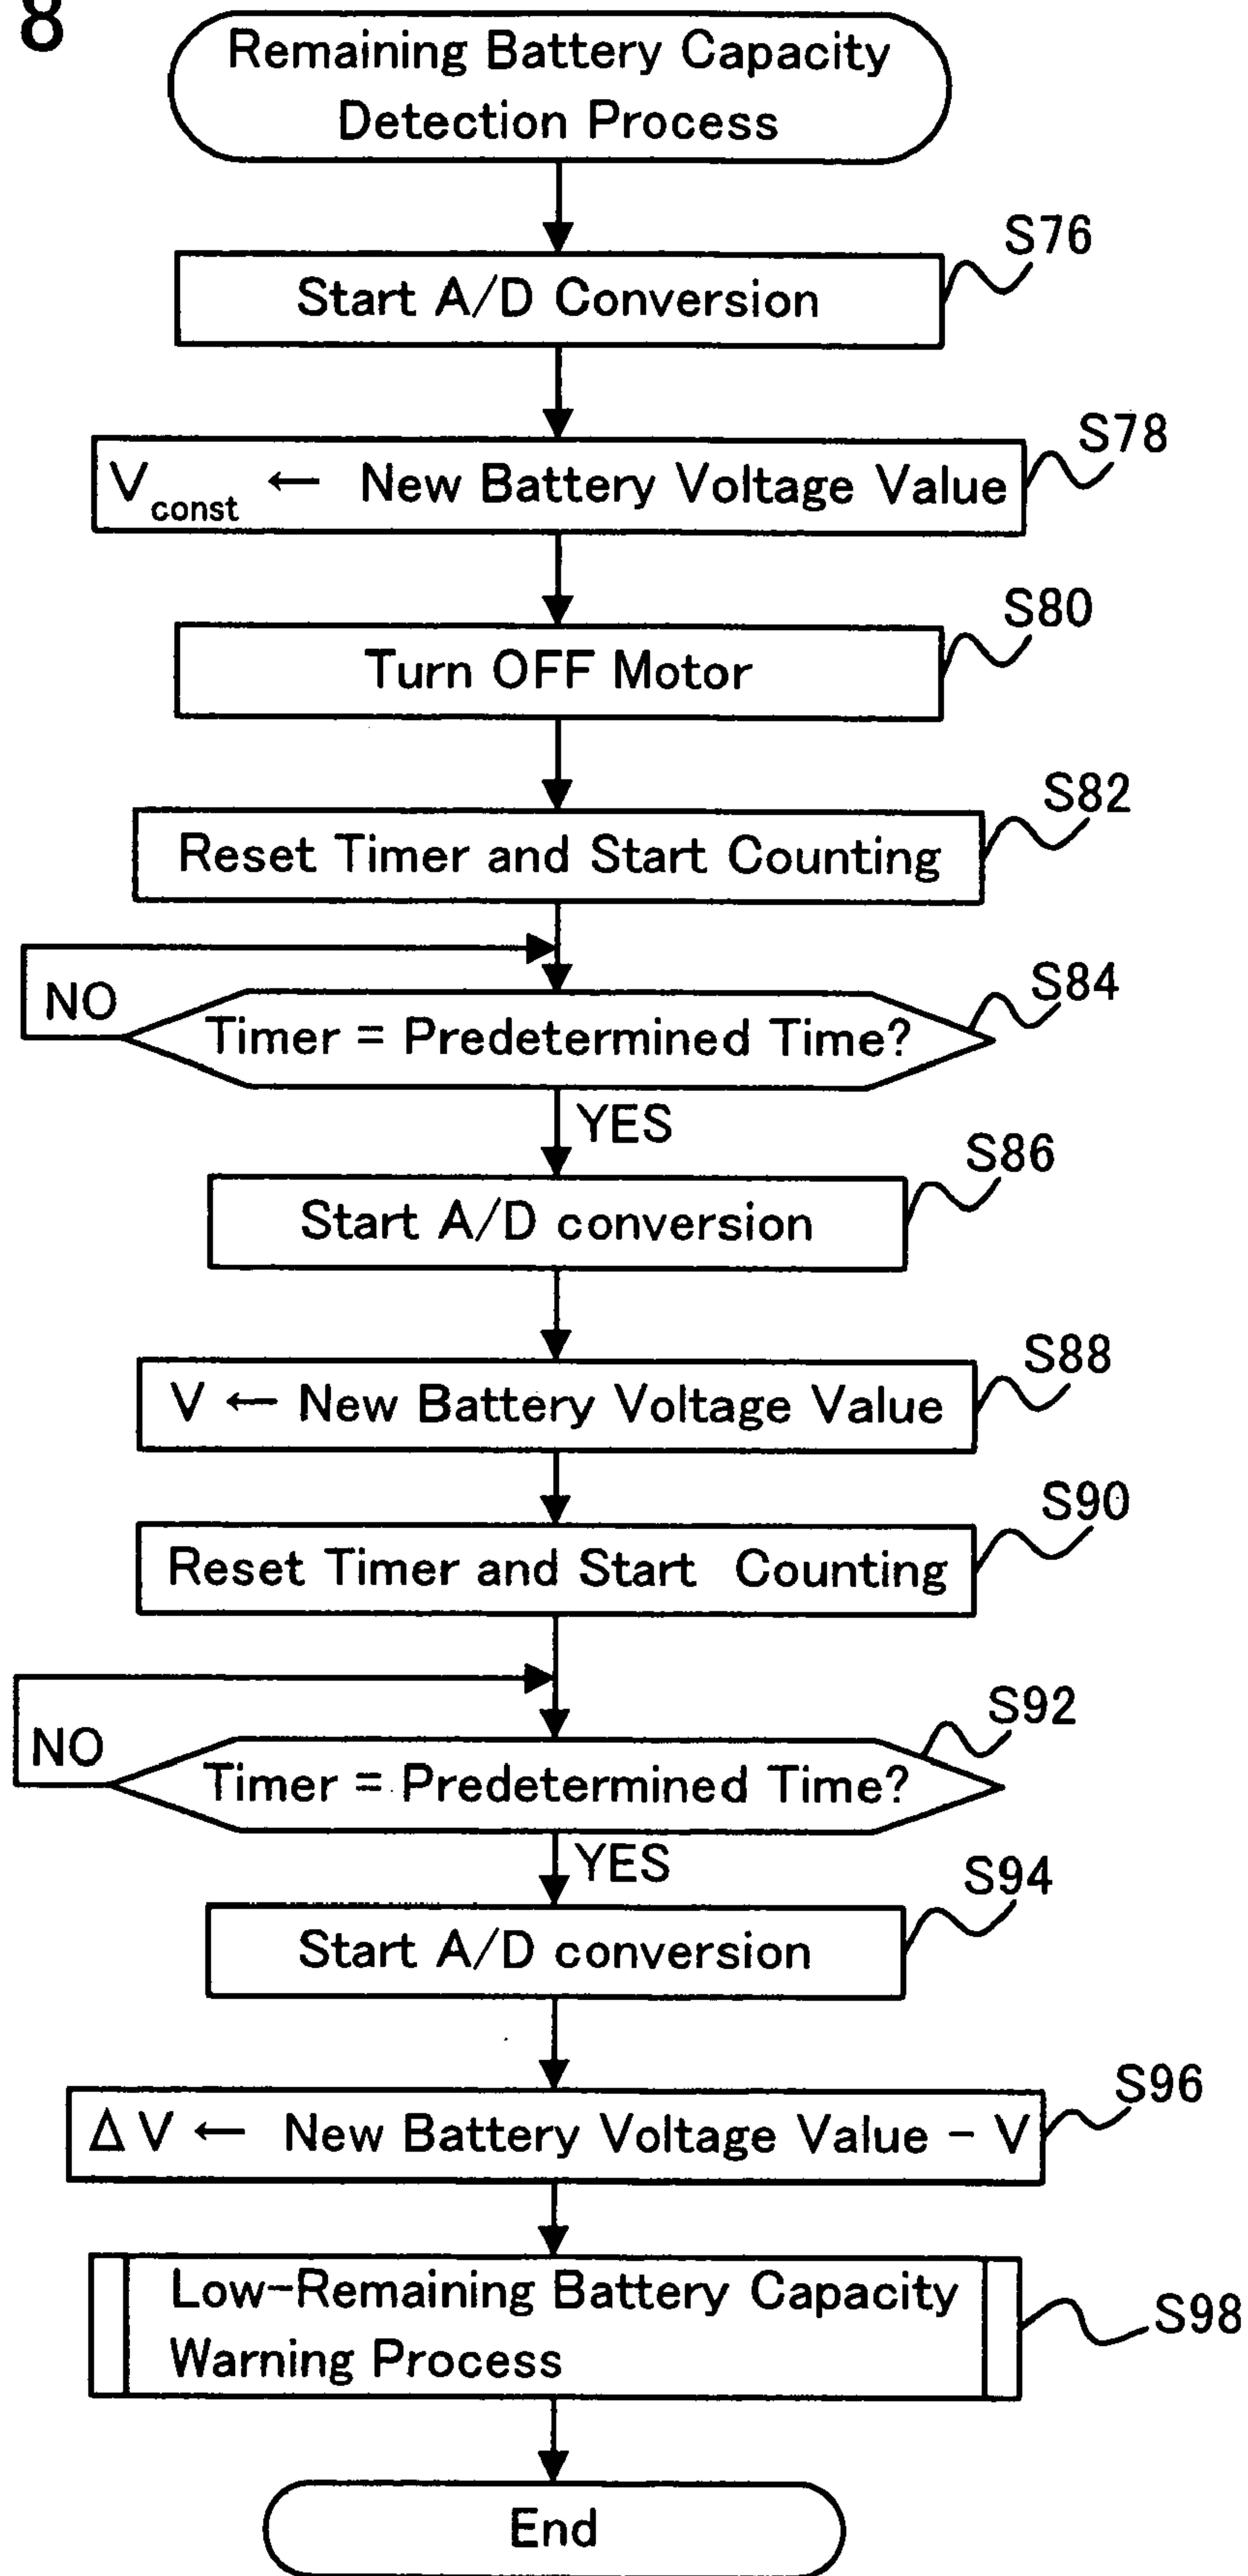 8
Remaining Battery Capacity
Detection Process
S76
Start A/D Conversion
S78
V const ← New Battery Voltage Value
S80
Turn OFF Motor
S82
Reset Timer and Start Counting
NO
S84
Timer = Predetermined Time?
YES
S86
Start A/D conversion
S88
V ← New Battery Voltage Value
S90
Reset Timer and Start Counting
S92
NO
Timer = Predetermined Time?
YES
S94
Start A/D conversion
S96
Δ V ← New Battery Voltage Value - V
Low-Remaining Battery Capacity
Warning Process
S98
End